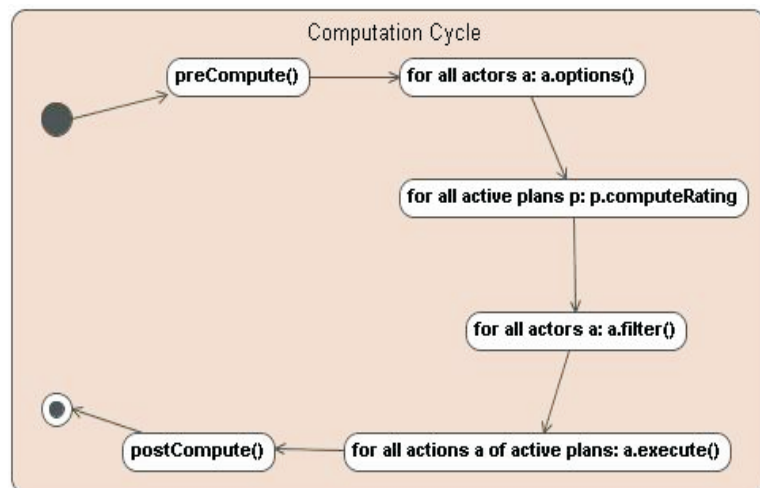 Computation Cycle
preCompute()
for all actors a: a.options()
for all active plans p: p.computeRating
for all actors a: a.filter()
for all actions a of active plans: a.execute()
postCompute()